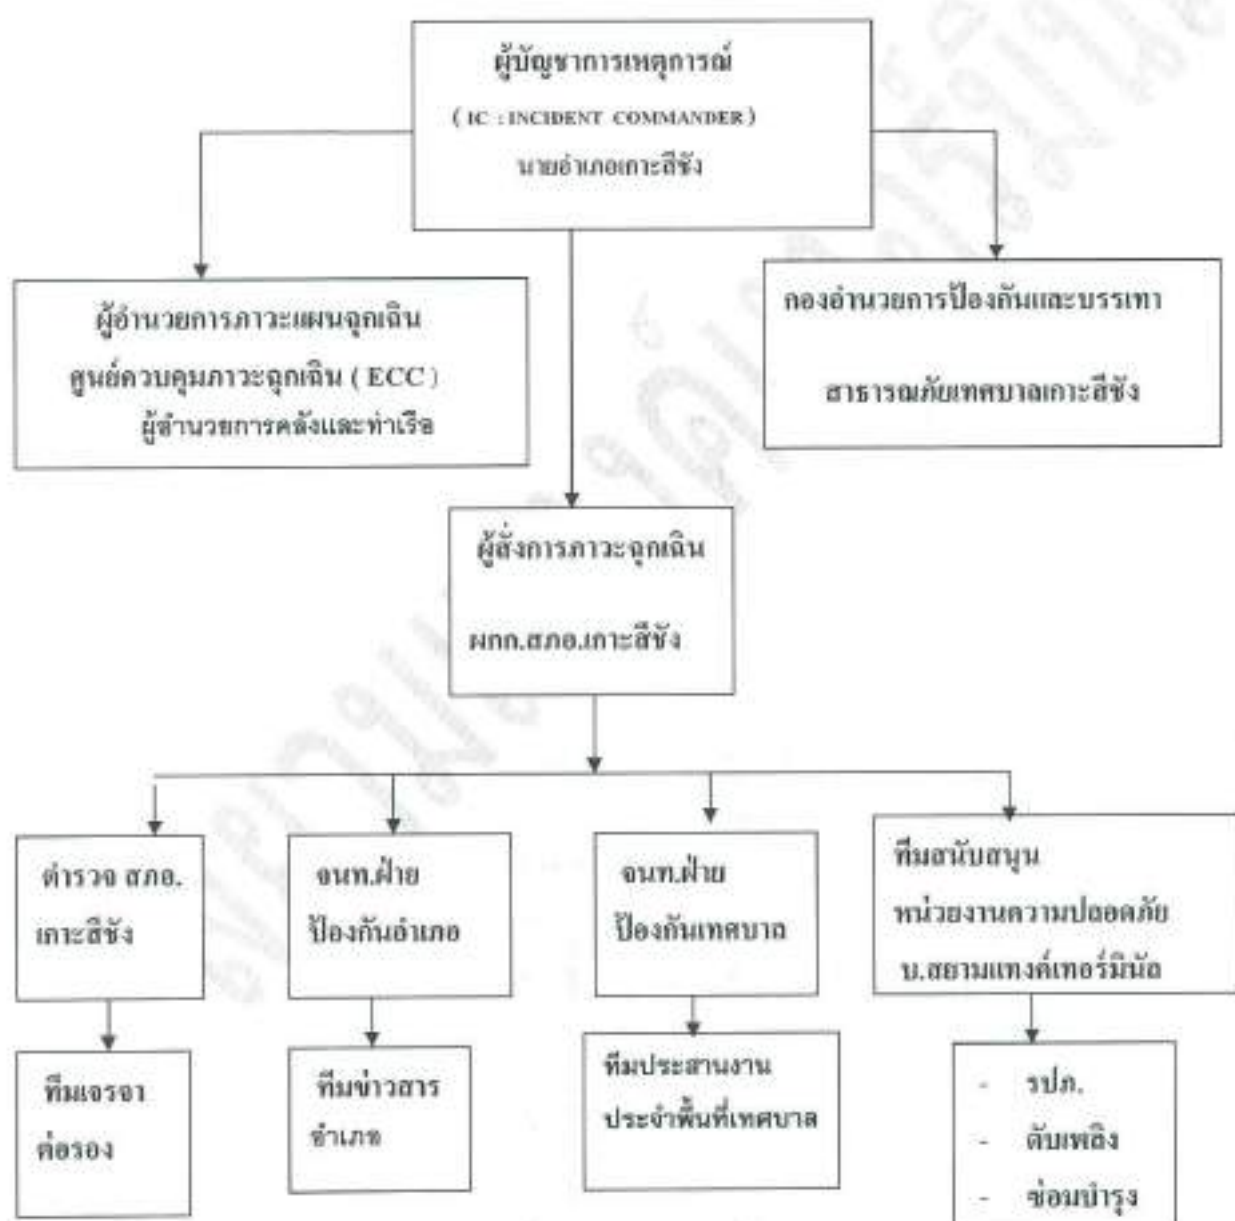 ผู้บัญชาการเหตุการณ์
( IC : INCIDENT COMMANDER )
นายอำเภอเกาะสีชัง
ผู้อำนวยการภาวะแผนฉุกเฉิน
ศูนย์ควบคุมภาวะฉุกเฉิน ( ECC )
ผู้อำนวยการคลังและท่าเรือ
กองอำนวยการป้องกันและบรรเทา
สาธารณภัยเทศบาลเกาะสีชัง
ผู้สั่งการภาวะฉุกเฉิน
ผกก.สภอ.เกาะสีชัง
ตำรวจ สภอ.
เกาะสีชัง
จนท.ฝ่าย
ป้องกันอำเภอ
จนท.ฝ่าย
ป้องกันเทศบาล
ทีมสนับสนุน
หน่วยงานความปลอดภัย
บ.สยามแทงค์เทอร์มินัล
ทีมเจรจา
ต่อรอง
ทีมข่าวสาร
อำเภอ
ทีมประสานงาน
ประจำพื้นที่เทศบาล
- รปภ.
- ดับเพลิง
- ซ่อมบำรุง